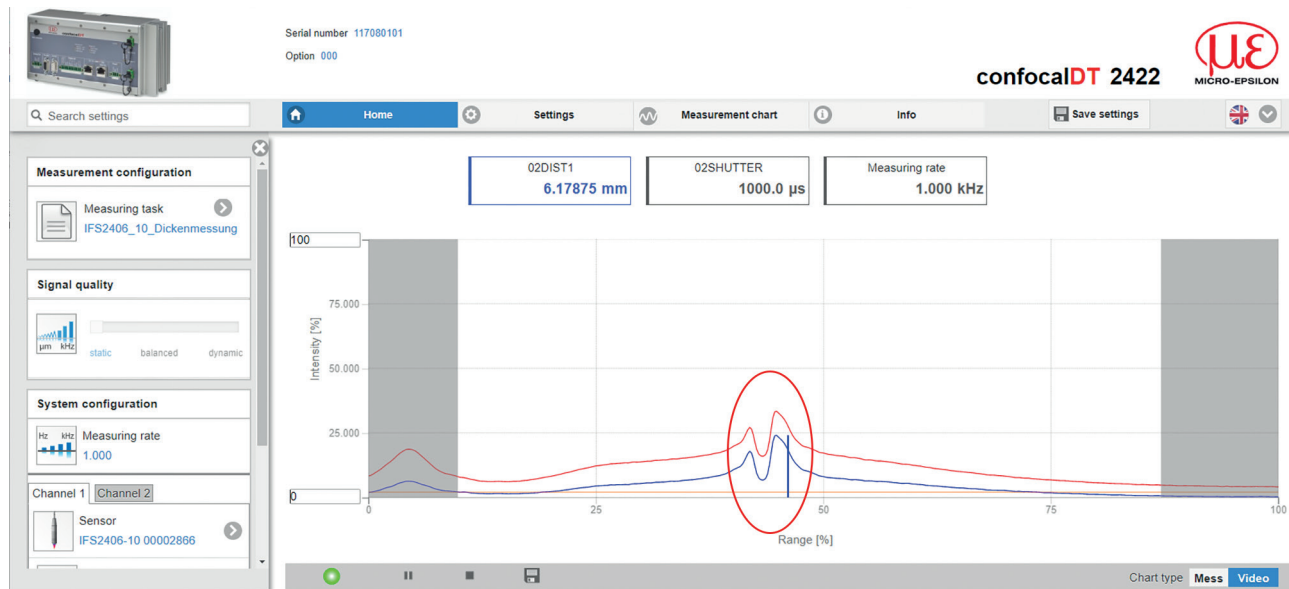 confocalDT
Serial number 117080101
Option 000
confocalDT 2422
με
MICRO-EPSILON
Search settings
Home
Settings
Measurement chart
Info
Save settings
Measurement configuration
Measuring task
IFS2406_10_Dickenmessung
Signal quality
µm kHz
static balanced dynamic
System configuration
Hz kHz
Measuring rate
1.000
Channel 1 Channel 2
Sensor
IFS2406-10 00002866
02DIST1
6.17875 mm
02SHUTTER
1000.0 µs
Measuring rate
1.000 kHz
100
75.000
50.000
25.000
0
Intensity [%]
0 25 50 75 100
Range [%]
Chart type Mess Video